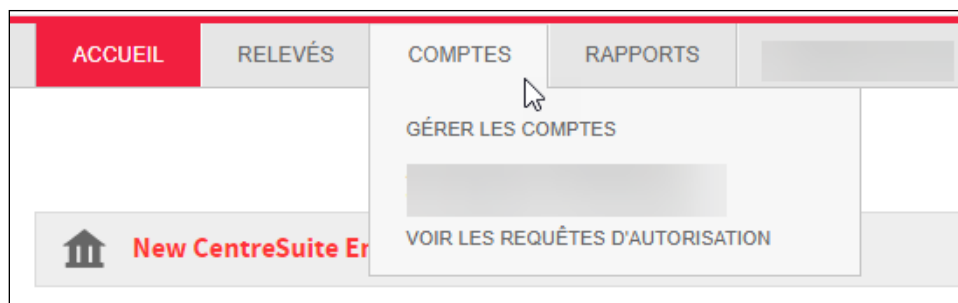 ACCUEIL RELEVÉS COMPTES RAPPORTS
GÉRER LES COMPTES
VOIR LES REQUÊTES D'AUTORISATION
New CentreSuite